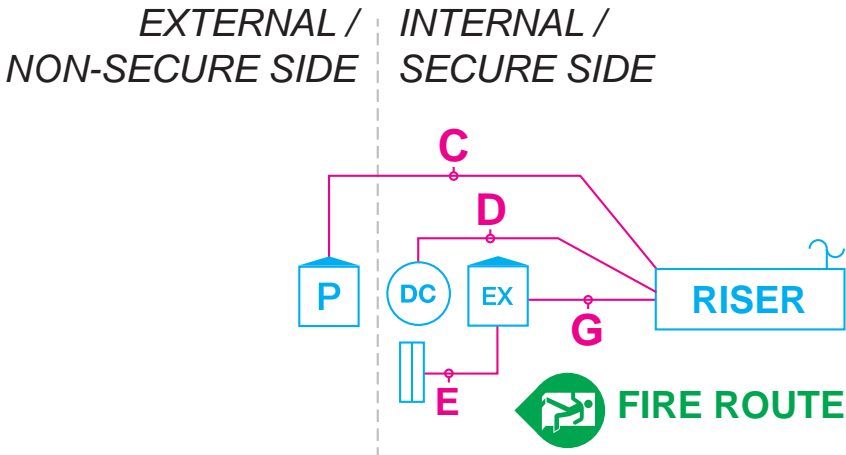 EXTERNAL /
NON-SECURE SIDE
INTERNAL /
SECURE SIDE
C
D
P
DC
EX
RISER
G
E
FIRE ROUTE